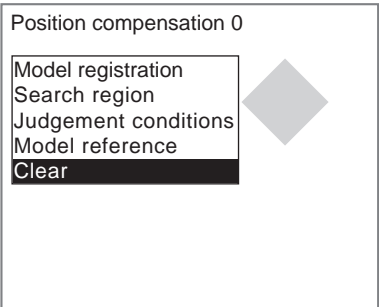 Position compensation 0
Model registration
Search region
Judgement conditions
Model reference
Clear